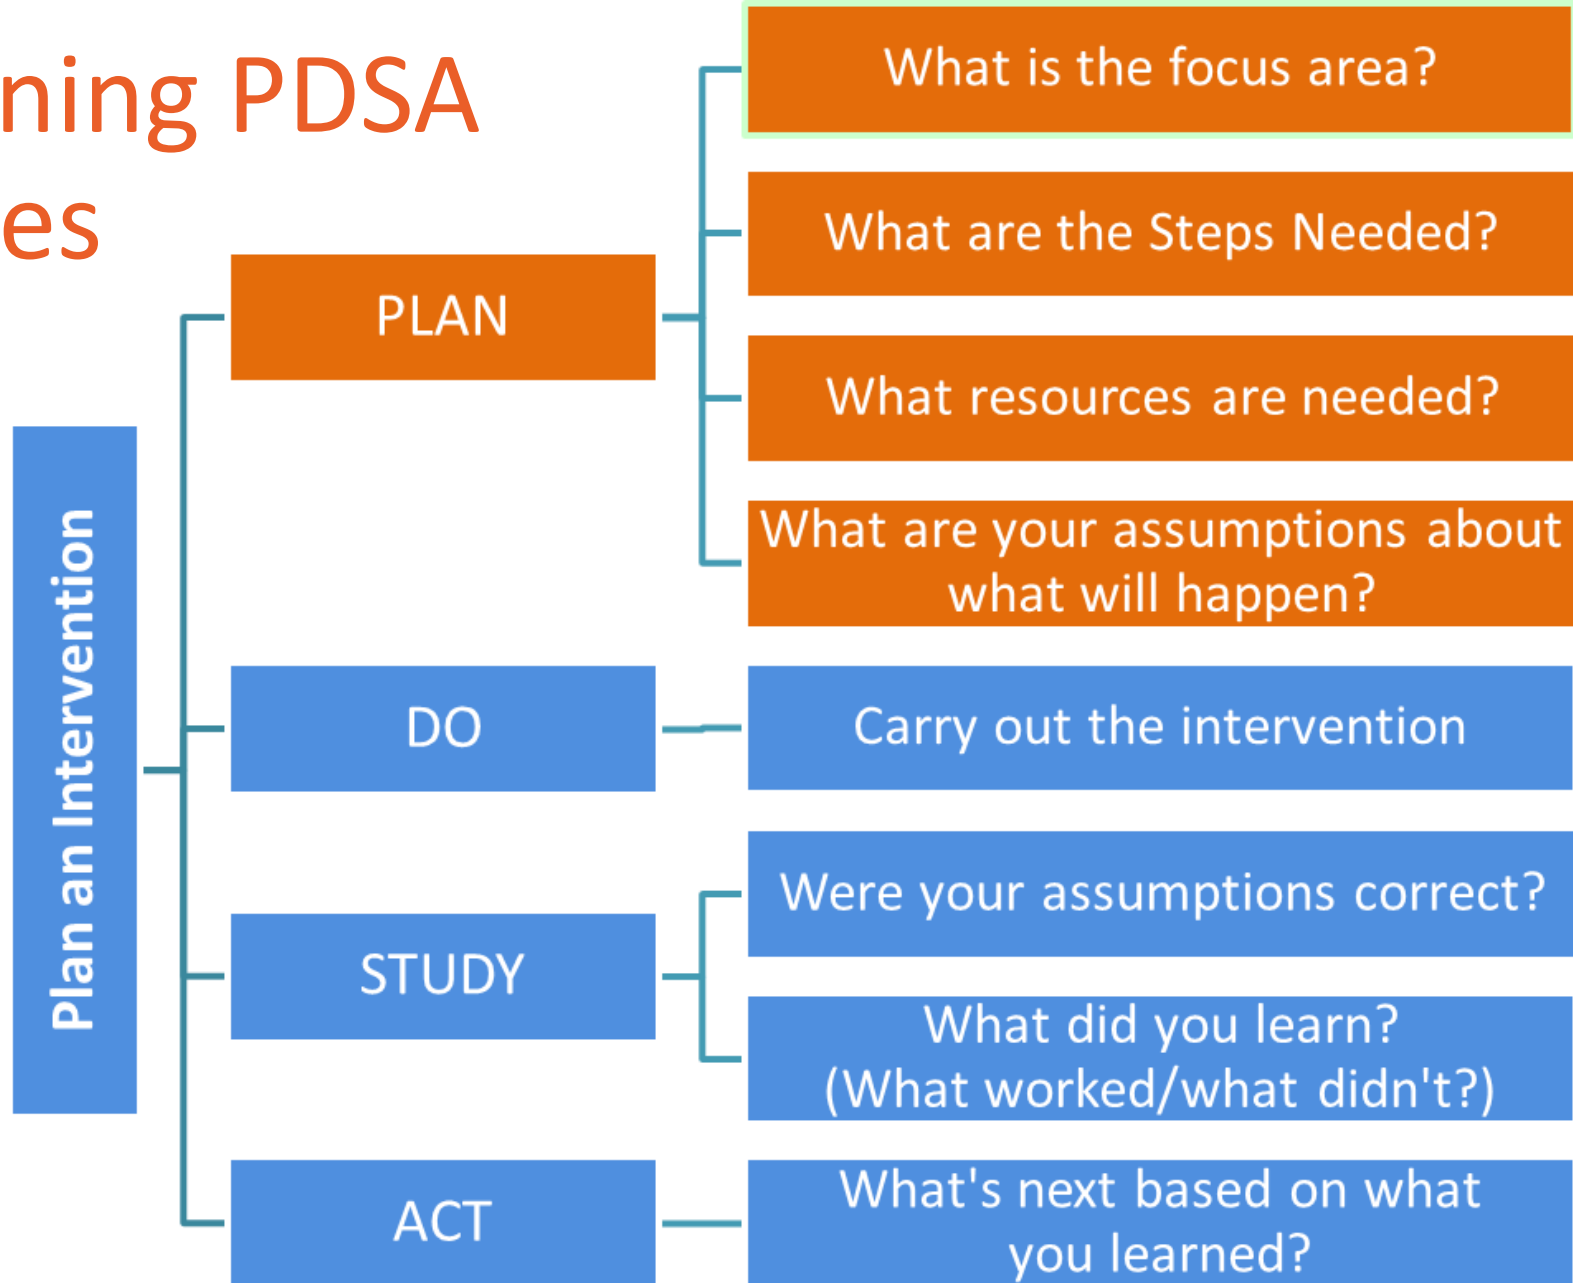 ning PDSA
es
Plan an Intervention
PLAN
What is the focus area?
What are the Steps Needed?
What resources are needed?
What are your assumptions about
what will happen?
DO
Carry out the intervention
STUDY
Were your assumptions correct?
What did you learn?
(What worked/what didn't?)
ACT
What's next based on what
you learned?